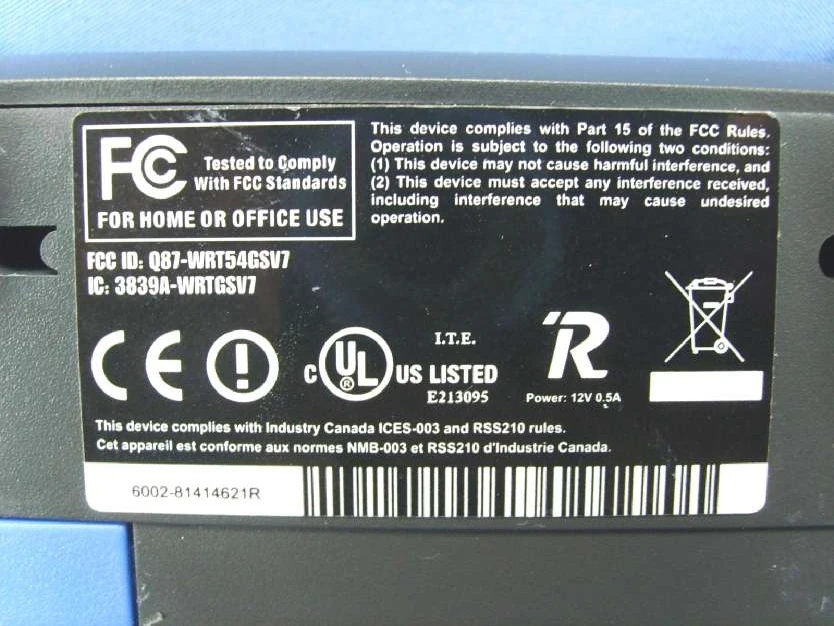 FCC
Tested to Comply
With FCC Standards
FOR HOME OR OFFICE USE
This device complies with Part 15 of the FCC Rules.
Operation is subject to the following two conditions:
(1) This device may not cause harmful interference, and
(2) This device must accept any interference received,
including interference that may cause undesired
operation.
FCC ID: Q87-WRT54GSV7
IC: 3839A-WRTGSV7
CE
C UL ® US LISTED
I.T.E.
E213095
R
Power: 12V 0.5A
This device complies with Industry Canada ICES-003 and RSS210 rules.
Cet appareil est conforme aux normes NMB-003 et RSS210 d'Industrie Canada.
6002-81414621R